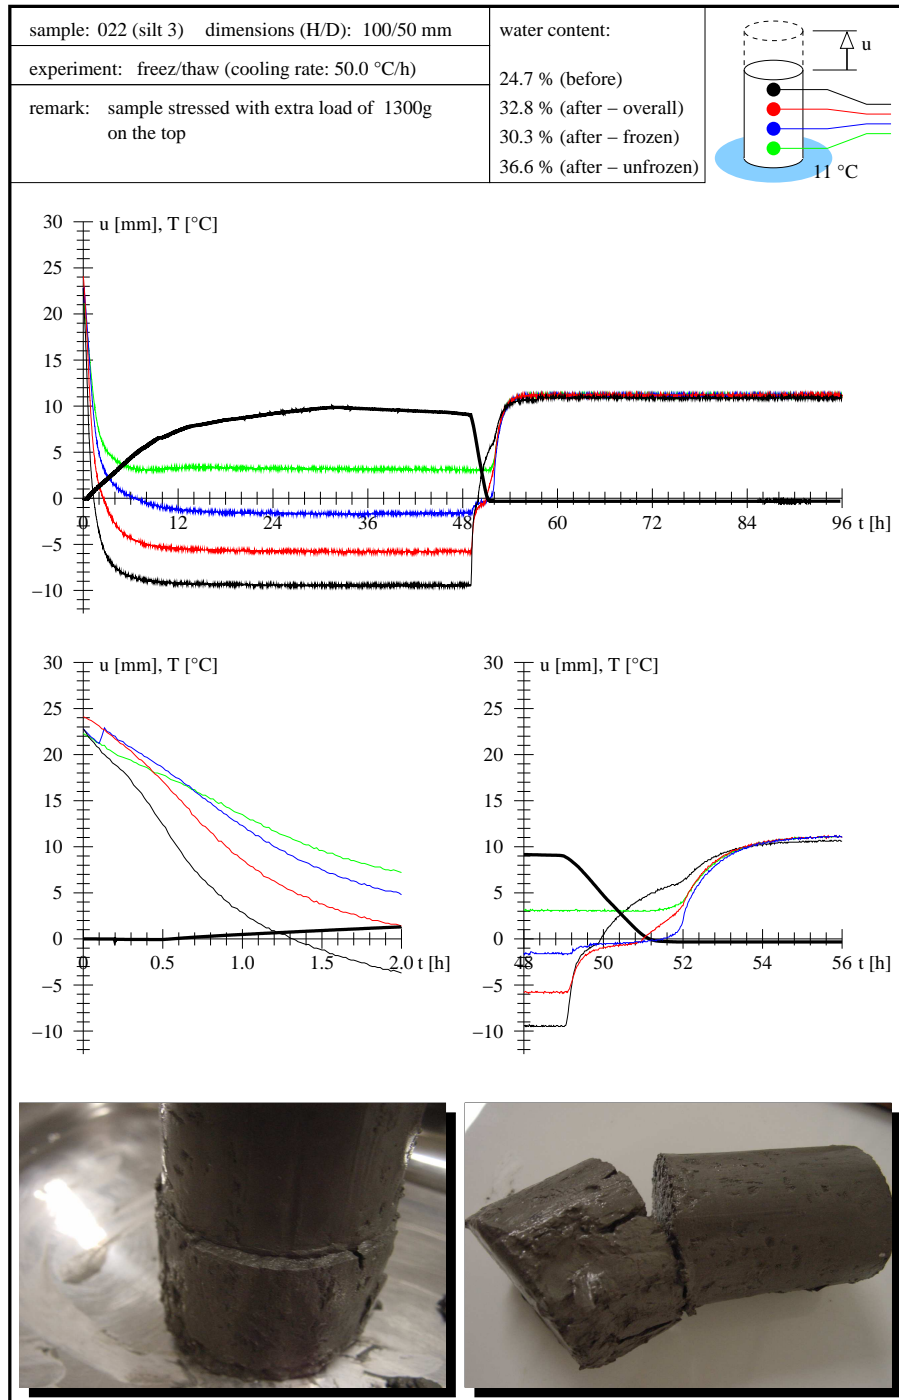 sample: 022 (silt 3) dimensions (H/D): 100/50 mm
experiment: freez/thaw (cooling rate: 50.0 °C/h)
remark: sample stressed with extra load of 1300g
on the top
water content:
24.7 % (before)
32.8 % (after – overall)
30.3 % (after – frozen)
36.6 % (after – unfrozen)
u
11 °C
u [mm], T [°C]
30
25
20
15
10
5
0
−5
−10
0 12 24 36 48 60 72 84 96 t [h]
u [mm], T [°C]
30
25
20
15
10
5
0
−5
−10
0 0.5 1.0 1.5 2.0 t [h]
u [mm], T [°C]
30
25
20
15
10
5
0
−5
−10
48 50 52 54 56 t [h]